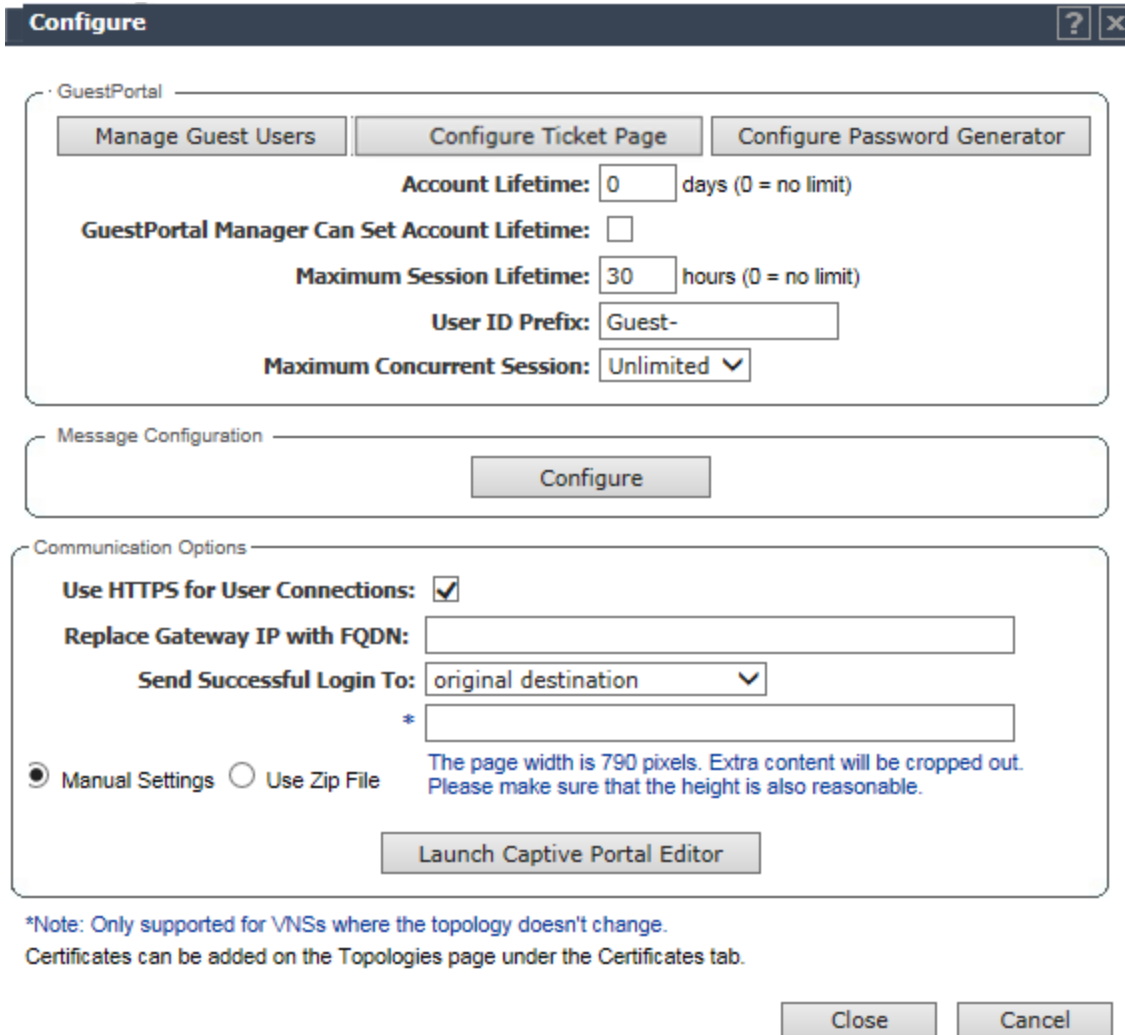 Configure ? x
GuestPortal
Manage Guest Users Configure Ticket Page Configure Password Generator
Account Lifetime: 0 days (0 = no limit)
GuestPortal Manager Can Set Account Lifetime:
Maximum Session Lifetime: 30 hours (0 = no limit)
User ID Prefix: Guest-
Maximum Concurrent Session: Unlimited
Message Configuration
Configure
Communication Options
Use HTTPS for User Connections:
Replace Gateway IP with FQDN:
Send Successful Login To: original destination
*
Manual Settings Use Zip File
The page width is 790 pixels. Extra content will be cropped out.
Please make sure that the height is also reasonable.
Launch Captive Portal Editor
*Note: Only supported for VNSs where the topology doesn't change.
Certificates can be added on the Topologies page under the Certificates tab.
Close Cancel